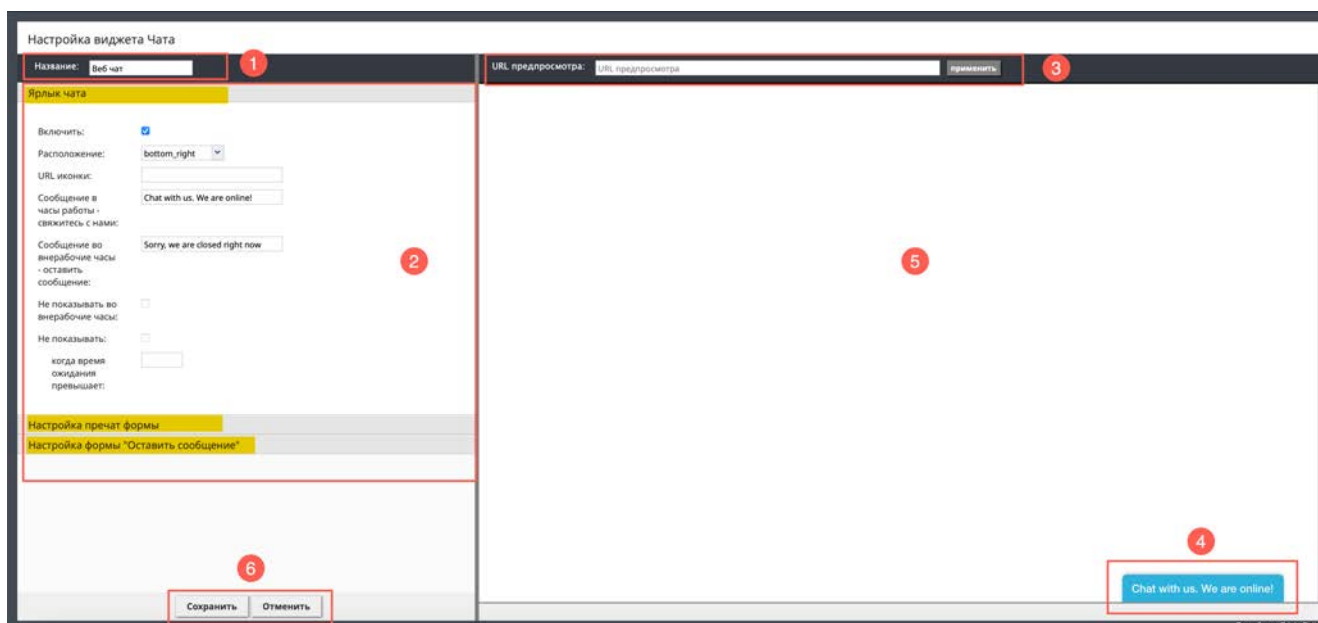 Настройка виджета Чата
Название: Веб чат
1
URL предпросмотра: URL предпросмотра применить
3
Ярлык чата
Включить:
Расположение: bottom_right
URL иконки:
Сообщение в
часы работы -
свяжитесь с нами:
Chat with us. We are online!
Сообщение во
внерабочие часы
- оставить
сообщение:
Sorry, we are closed right now
2
5
Не показывать во
внерабочие часы:
Не показывать:
когда время
ожидания
превышает:
Настройка пречат формы
Настройка формы "Оставить сообщение"
4
Chat with us. We are online!
6
Сохранить Отменить